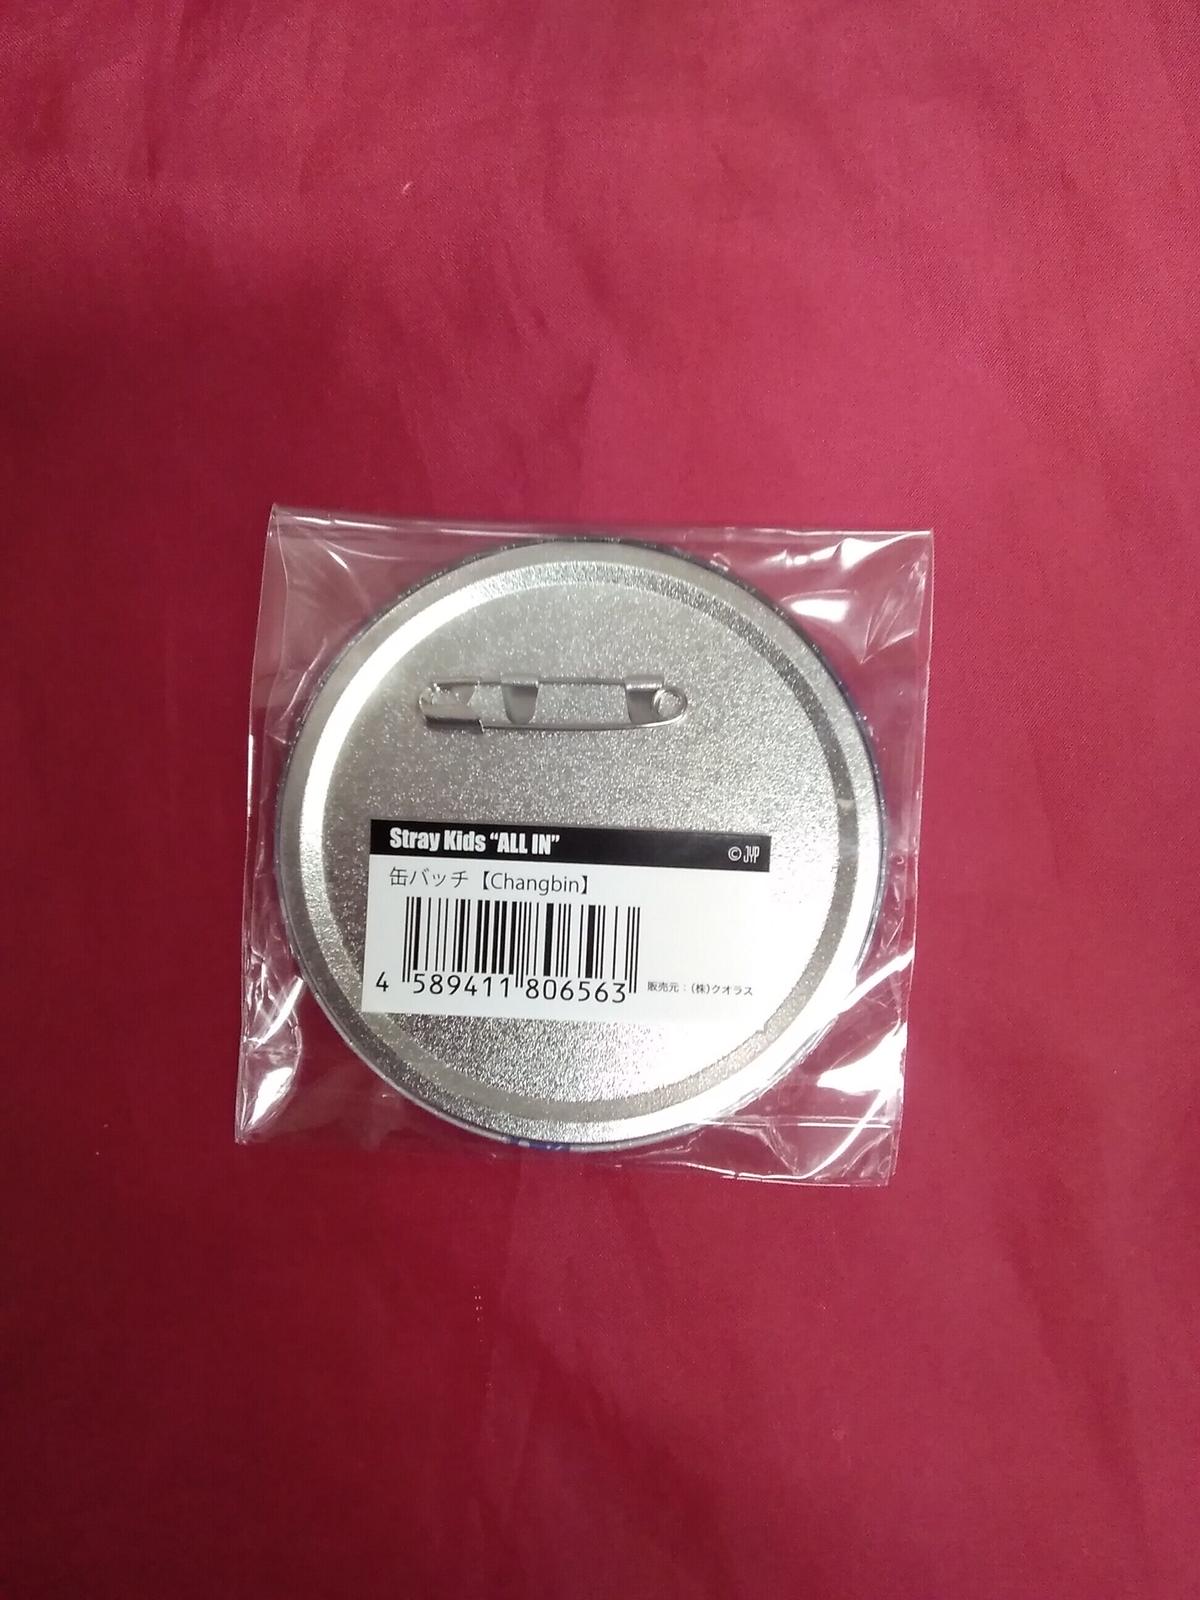 Stray Kids “ALL IN”
© JYP
缶バッチ【Changbin】
4 589411 806563
販売元：(株)クオラス